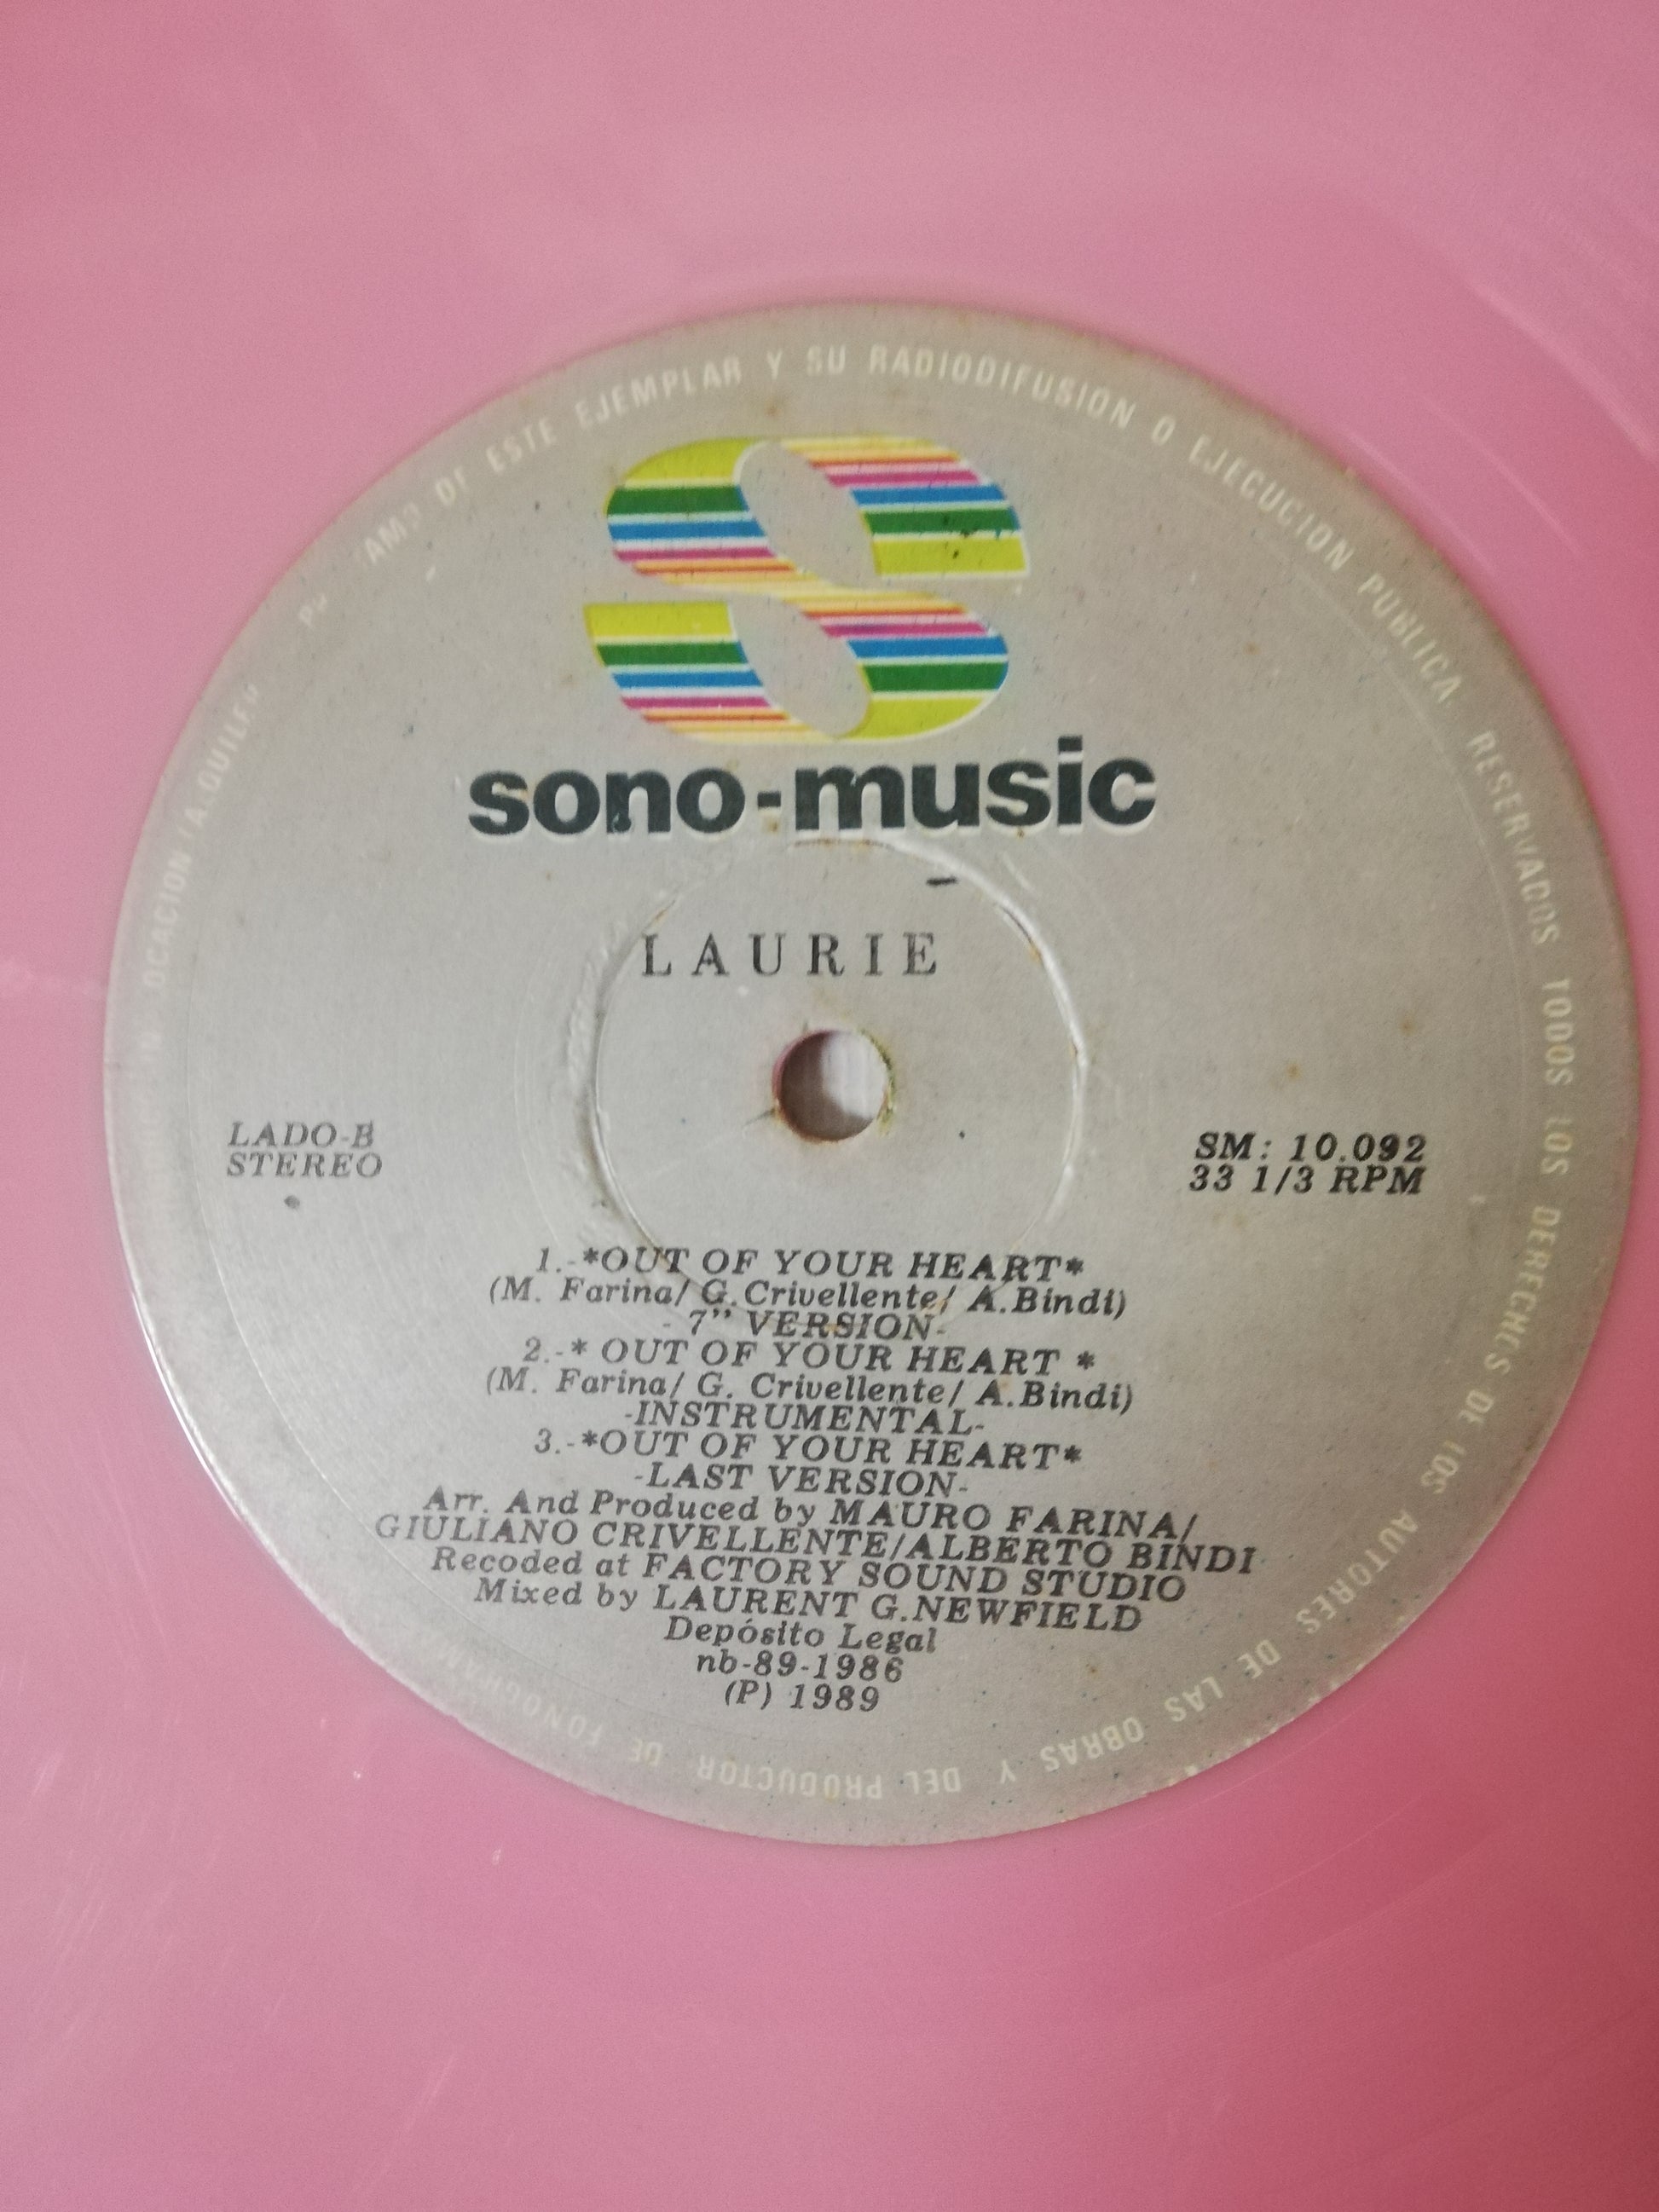 AMO DE ESTE EJEMPLAR Y SU RADIODIFUSION O EJECUCION PUBLICA RESERVADOS TODOS LOS DERECHOS DE LOS AUTORES DE LAS OBRAS Y DEL PRODUCTOR DE FONOGRAM
sono-music
LAURIE
LADO-B
STEREO
SM: 10.092
33 1/3 RPM
1.-*OUT OF YOUR HEART*
(M. Farina/ G.Crivellente/ A.Bindi)
- 7" VERSION-
2.-* OUT OF YOUR HEART *
(M. Farina/ G. Crivellente/ A.Bindi)
-INSTRUMENTAL-
3.-*OUT OF YOUR HEART*
-LAST VERSION-
Arr. And Produced by MAURO FARINA/
GIULIANO CRIVELLENTE/ALBERTO BINDI
Recoded at FACTORY SOUND STUDIO
Mixed by LAURENT G.NEWFIELD
Depósito Legal
nb-89-1986
(P) 1989